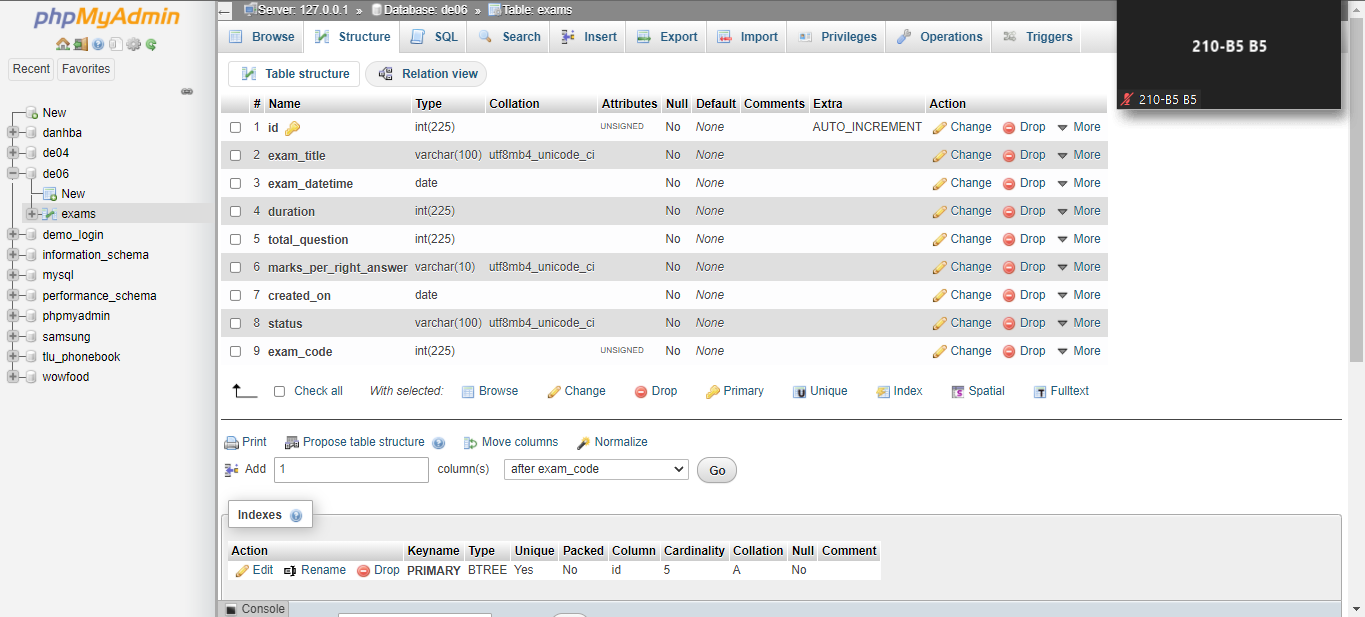 phpMyAdmin
Recent Favorites
New
danhba
de04
de06
New
exams
demo_login
information_schema
mysql
performance_schema
phpmyadmin
samsung
tlu_phonebook
wowfood
Server: 127.0.0.1 » Database: de06 » Table: exams
Browse Structure SQL Search Insert Export Import Privileges Operations Triggers
Table structure Relation view
# Name Type Collation Attributes Null Default Comments Extra Action
1 id int(225) UNSIGNED No None AUTO_INCREMENT Change Drop More
2 exam_title varchar(100) utf8mb4_unicode_ci No None Change Drop More
3 exam_datetime date No None Change Drop More
4 duration int(225) No None Change Drop More
5 total_question int(225) No None Change Drop More
6 marks_per_right_answer varchar(10) utf8mb4_unicode_ci No None Change Drop More
7 created_on date No None Change Drop More
8 status varchar(100) utf8mb4_unicode_ci No None Change Drop More
9 exam_code int(225) UNSIGNED No None Change Drop More
Check all With selected: Browse Change Drop Primary Unique Index Spatial Fulltext
Print Propose table structure Move columns Normalize
Add 1 column(s) after exam_code Go
Indexes
Action Keyname Type Unique Packed Column Cardinality Collation Null Comment
Edit Rename Drop PRIMARY BTREE Yes No id 5 A No
Console
210-B5 B5
210-B5 B5